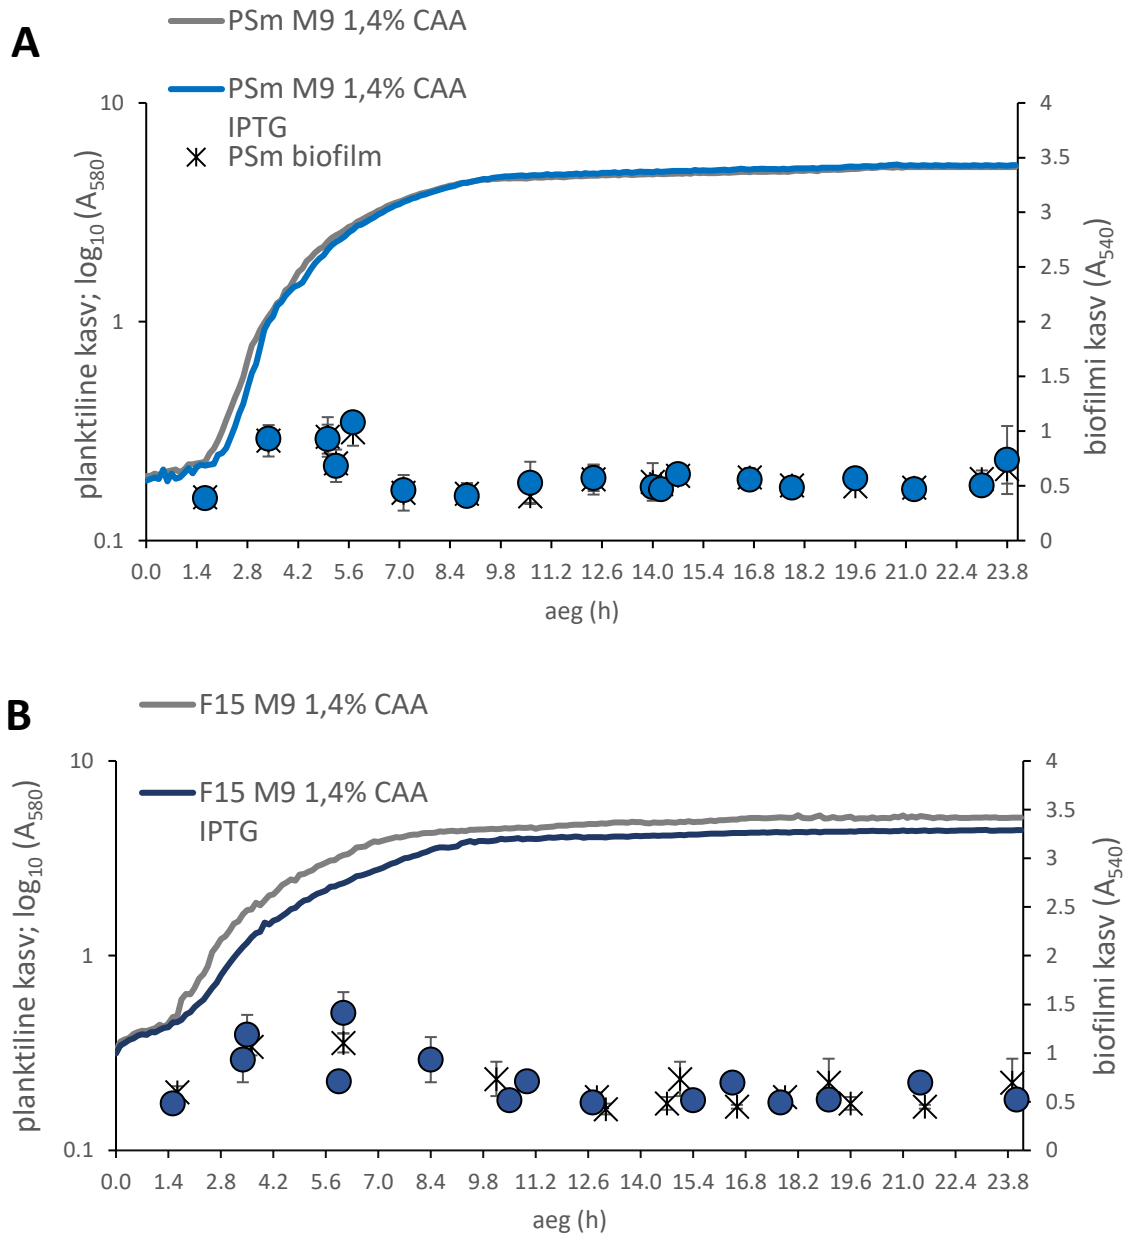 A
PSm M9 1,4% CAA
PSm M9 1,4% CAA
IPTG
PSm biofilm
planktiline kasv; log10 (A580)
10
1
0.1
4
3.5
3
2.5
2
1.5
1
0.5
0
biofilmi kasv (A540)
0.0 1.4 2.8 4.2 5.6 7.0 8.4 9.8 11.2 12.6 14.0 15.4 16.8 18.2 19.6 21.0 22.4 23.8
aeg (h)
B
F15 M9 1,4% CAA
F15 M9 1,4% CAA
IPTG
planktiline kasv; log10 (A580)
10
1
0.1
4
3.5
3
2.5
2
1.5
1
0.5
0
biofilmi kasv (A540)
0.0 1.4 2.8 4.2 5.6 7.0 8.4 9.8 11.2 12.6 14.0 15.4 16.8 18.2 19.6 21.0 22.4 23.8
aeg (h)